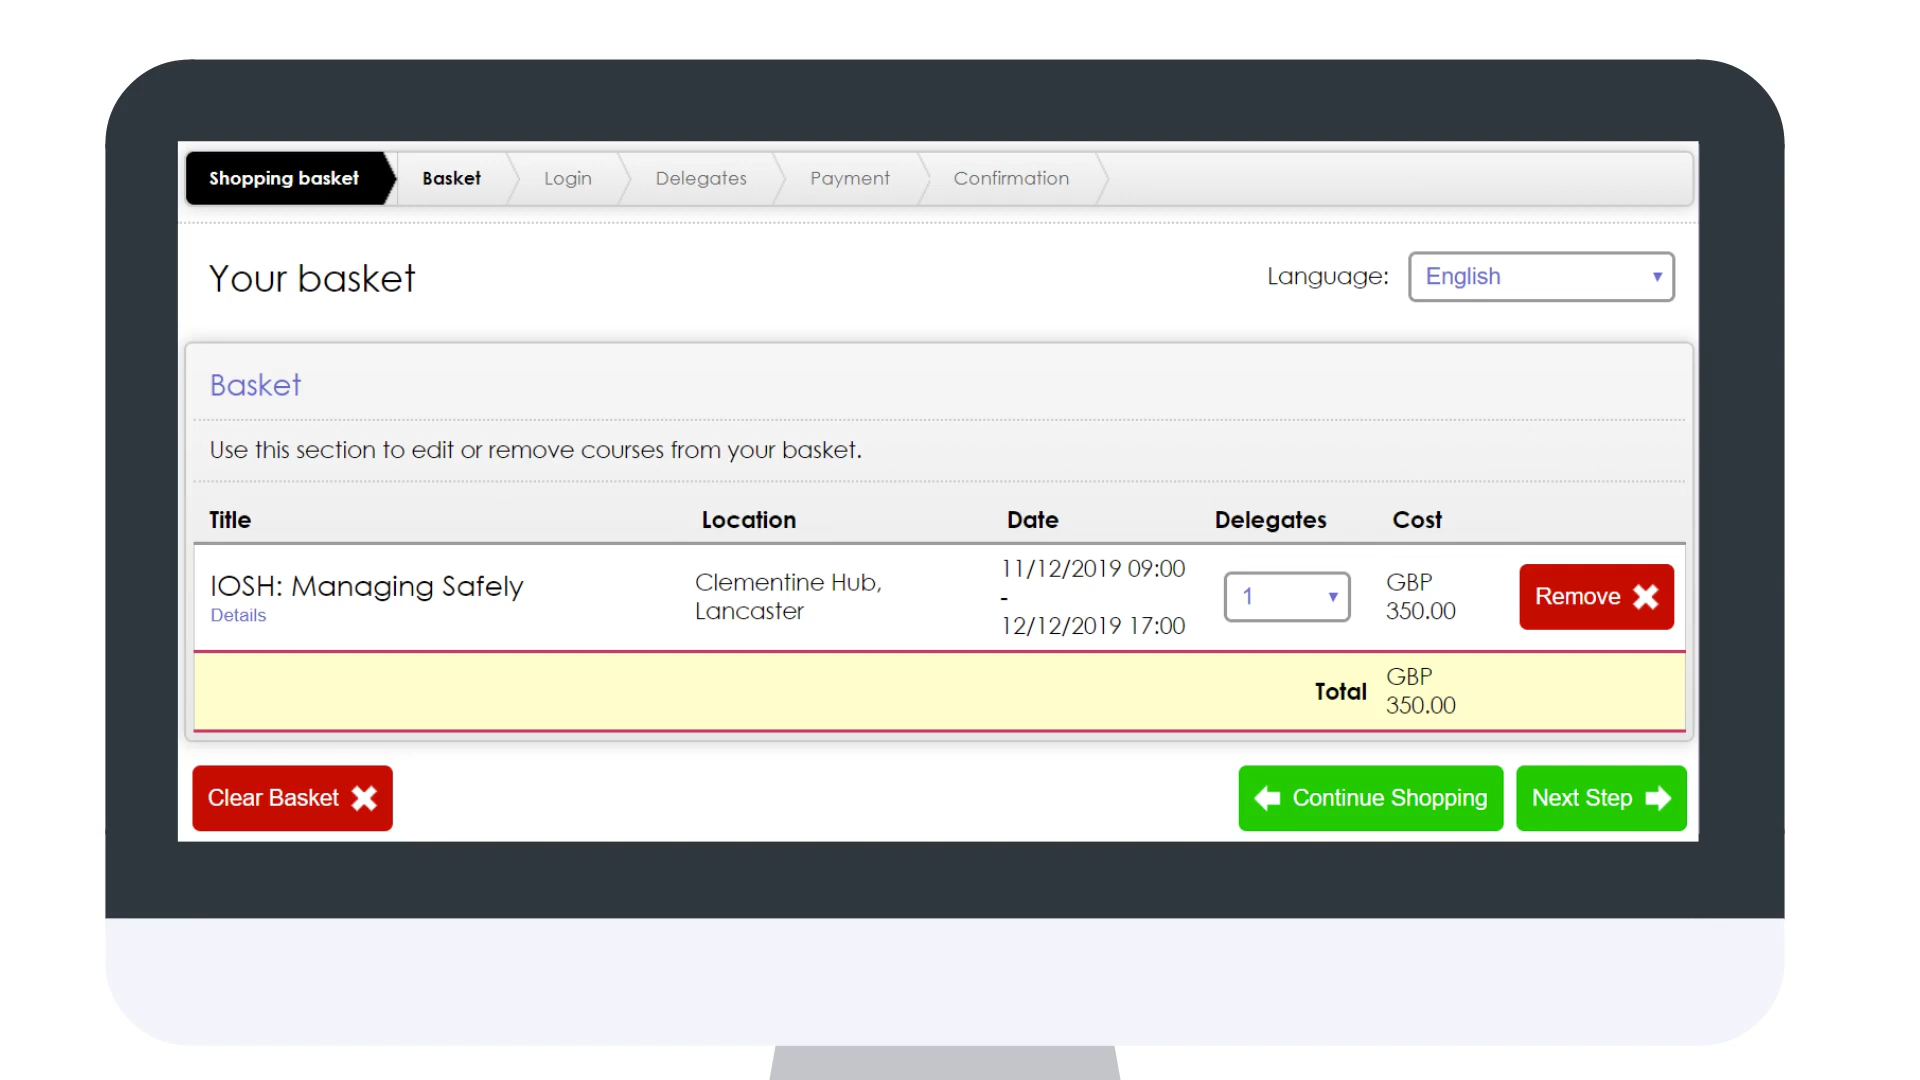 Shopping basket Basket Login Delegates Payment Confirmation
Your basket
Language: English
Basket
Use this section to edit or remove courses from your basket.
Title Location Date Delegates Cost
IOSH: Managing Safely
Details
Clementine Hub,
Lancaster
11/12/2019 09:00
-
12/12/2019 17:00
1
GBP
350.00
Remove
Total
GBP
350.00
Clear Basket
Continue Shopping
Next Step